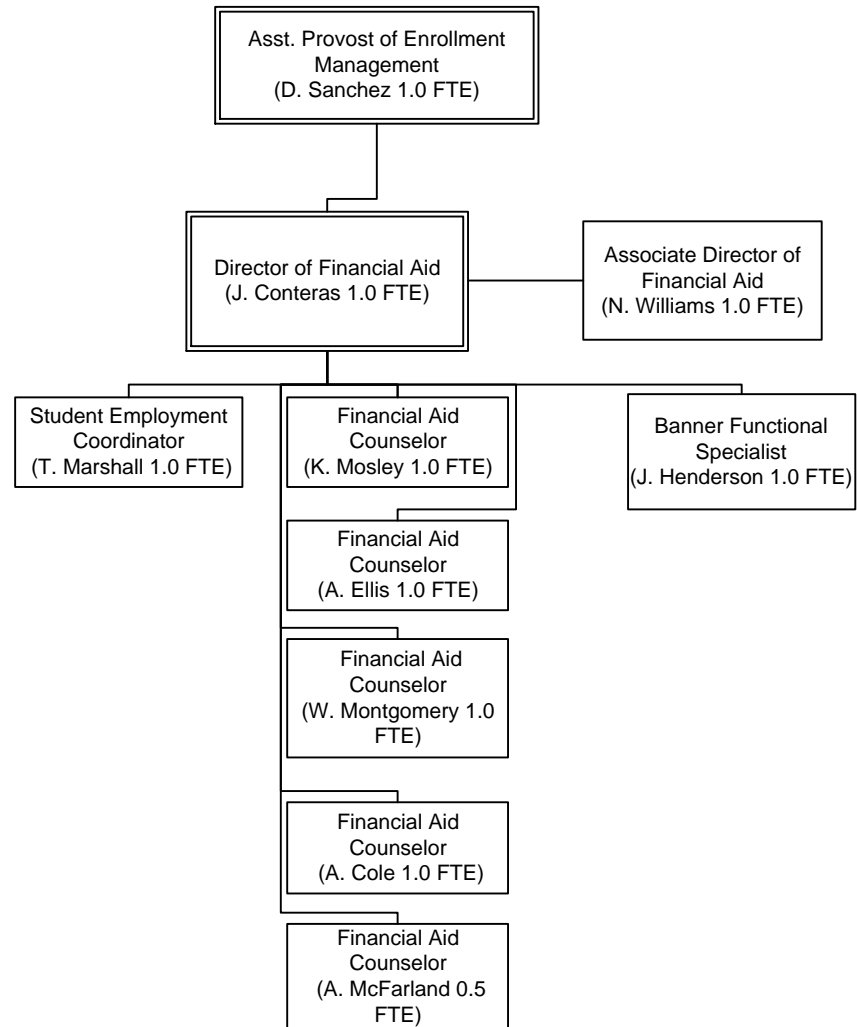 Asst. Provost of Enrollment
Management
(D. Sanchez 1.0 FTE)
Director of Financial Aid
(J. Conteras 1.0 FTE)
Associate Director of
Financial Aid
(N. Williams 1.0 FTE)
Student Employment
Coordinator
(T. Marshall 1.0 FTE)
Financial Aid
Counselor
(K. Mosley 1.0 FTE)
Banner Functional
Specialist
(J. Henderson 1.0 FTE)
Financial Aid
Counselor
(A. Ellis 1.0 FTE)
Financial Aid
Counselor
(W. Montgomery 1.0
FTE)
Financial Aid
Counselor
(A. Cole 1.0 FTE)
Financial Aid
Counselor
(A. McFarland 0.5
FTE)